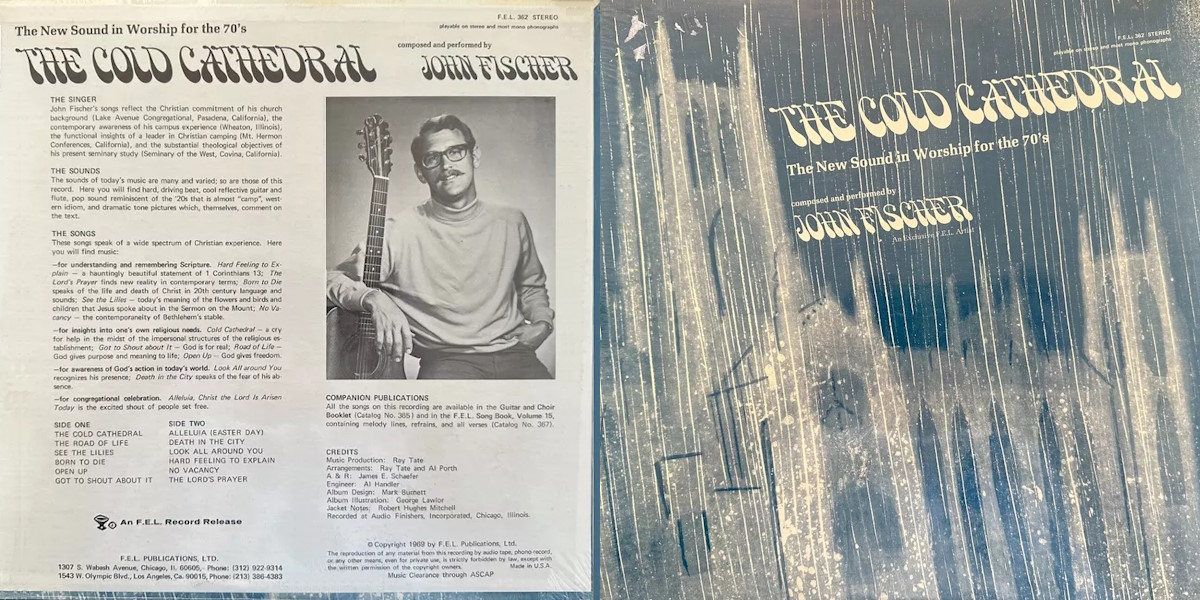 F.E.L. 362 STEREO
playable on stereo and most mono phonographs
The New Sound in Worship for the 70's
THE COLD CATHEDRAL
composed and performed by
JOHN FISCHER
THE SINGER
John Fischer's songs reflect the Christian commitment of his church
background (Lake Avenue Congregational, Pasadena, California), the
contemporary awareness of his campus experience (Wheaton, Illinois),
the functional insights of a leader in Christian camping (Mt. Hermon
Conferences, California), and the substantial theological objectives of
his present seminary study (Seminary of the West, Covina, California).
THE SOUNDS
The sounds of today's music are many and varied; so are those of this
record. Here you will find hard, driving beat, cool reflective guitar and
flute, pop sound reminiscent of the '20s that is almost "camp", west-
ern idiom, and dramatic tone pictures which, themselves, comment on
the text.
THE SONGS
These songs speak of a wide spectrum of Christian experience. Here
you will find music:
—for understanding and remembering Scripture. Hard Feeling to Ex-
plain — a hauntingly beautiful statement of 1 Corinthians 13; The
Lord's Prayer finds new reality in contemporary terms; Born to Die
speaks of the life and death of Christ in 20th century language and
sounds; See the Lilies — today's meaning of the flowers and birds and
children that Jesus spoke about in the Sermon on the Mount; No Va-
cancy — the contemporaneity of Bethlehem's stable.
—for insights into one's own religious needs. Cold Cathedral — a cry
for help in the midst of the impersonal structures of the religious es-
tablishment; Got to Shout about It — God is for real; Road of Life —
God gives purpose and meaning to life; Open Up — God gives freedom.
—for awareness of God's action in today's world. Look All around You
recognizes his presence; Death in the City speaks of the fear of his ab-
sence.
—for congregational celebration. Alleluia, Christ the Lord Is Arisen
Today is the excited shout of people set free.
SIDE ONE
THE COLD CATHEDRAL
THE ROAD OF LIFE
SEE THE LILIES
BORN TO DIE
OPEN UP
GOT TO SHOUT ABOUT IT
SIDE TWO
ALLELUIA (EASTER DAY)
DEATH IN THE CITY
LOOK ALL AROUND YOU
HARD FEELING TO EXPLAIN
NO VACANCY
THE LORD'S PRAYER
An F.E.L. Record Release
F.E.L. PUBLICATIONS, LTD.
1307 S. Wabash Avenue, Chicago, Il. 60605, Phone: (312) 922-9314
1543 W. Olympic Blvd., Los Angeles, Ca. 90015, Phone: (213) 386-4383
COMPANION PUBLICATIONS
All the songs on this recording are available in the Guitar and Choir
Booklet (Catalog No. 365) and in the F.E.L. Song Book, Volume 15,
containing melody lines, refrains, and all verses (Catalog No. 367).
CREDITS
Music Production: Ray Tate
Arrangements: Ray Tate and Al Porth
A & R: James E. Schaefer
Engineer: Al Handler
Album Design: Mark Burnett
Album Illustration: George Lawlor
Jacket Notes: Robert Hughes Mitchell
Recorded at Audio Finishers, Incorporated, Chicago, Illinois.
© Copyright 1969 by F.E.L. Publications, Ltd.
The reproduction of any material from this recording by audio tape, phono-record,
or any other means, even for private use, is strictly forbidden by law, except with
the written permission of the copyright owners. Made in U.S.A.
Music Clearance through ASCAP
F.E.L. 362 STEREO
playable on stereo and most mono phonographs
THE COLD CATHEDRAL
The New Sound in Worship for the 70's
composed and performed by
JOHN FISCHER
An Exclusive F.E.L. Artist